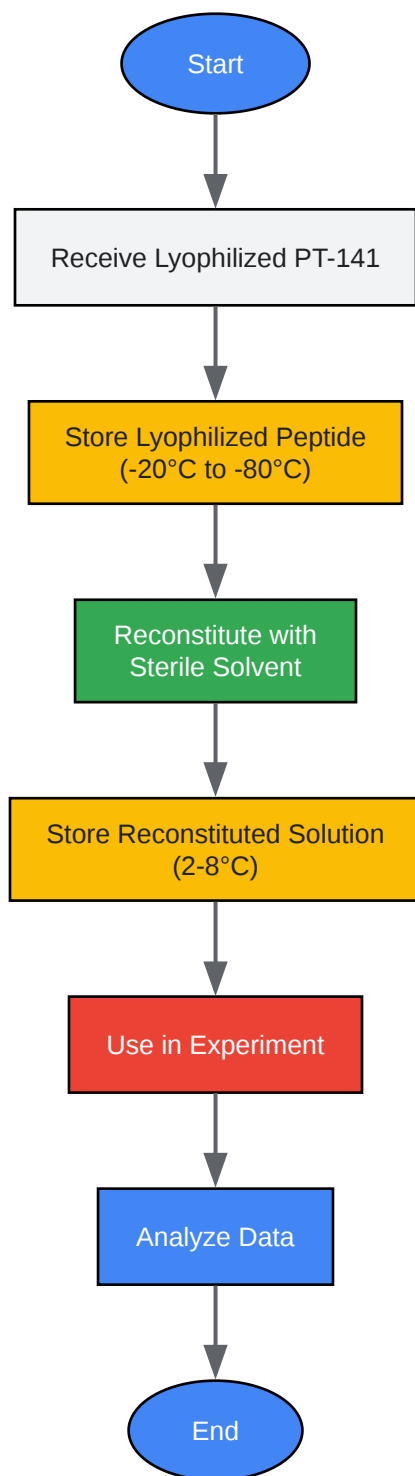 Start
Receive Lyophilized PT-141
Store Lyophilized Peptide
(-20°C to -80°C)
Reconstitute with
Sterile Solvent
Store Reconstituted Solution
(2-8°C)
Use in Experiment
Analyze Data
End